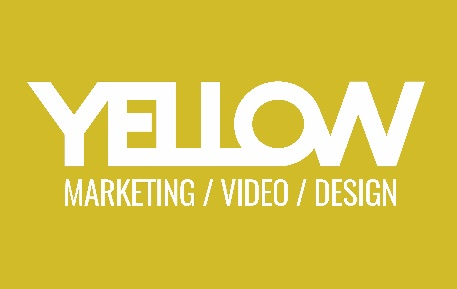 YELLOW
MARKETING / VIDEO / DESIGN